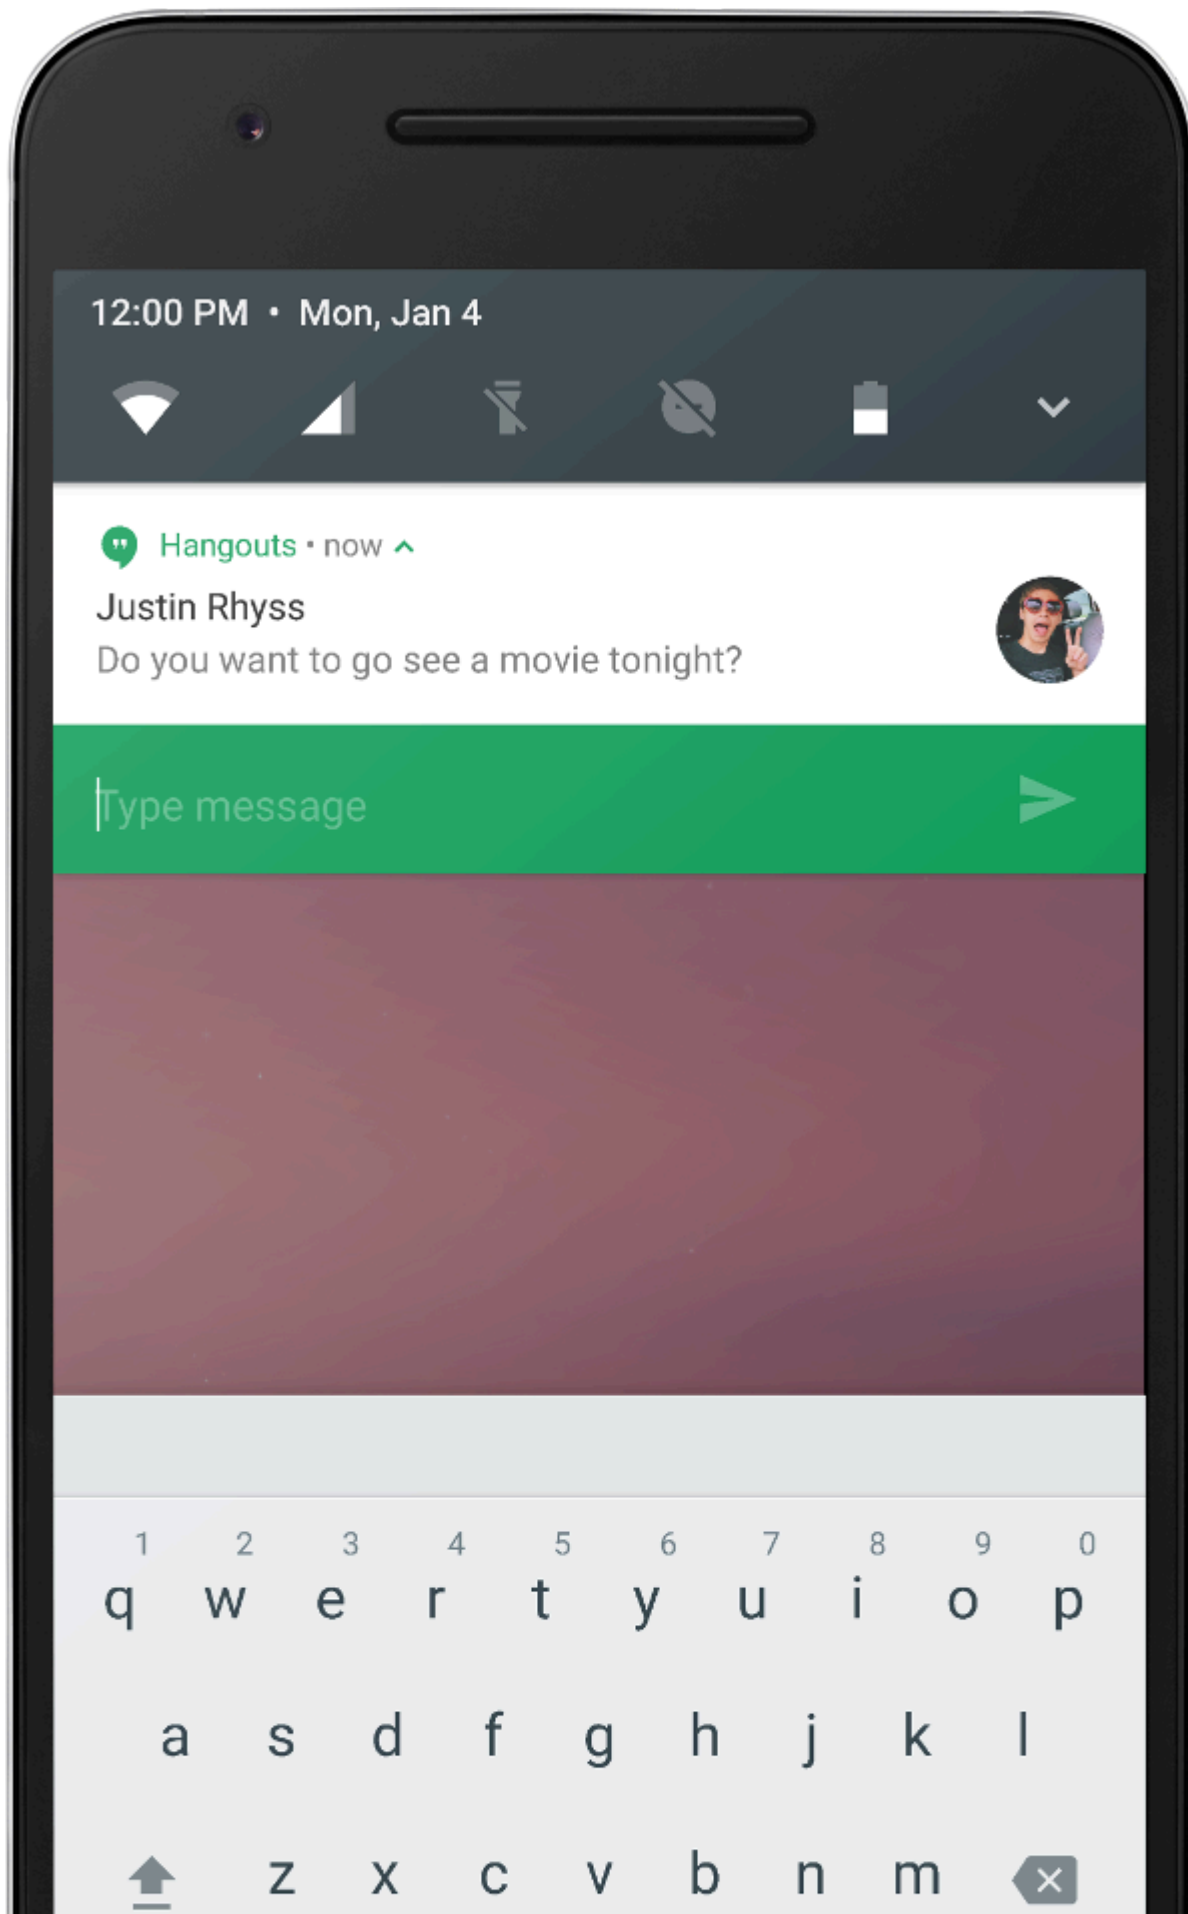 12:00 PM • Mon, Jan 4
Hangouts • now
Justin Rhyss
Do you want to go see a movie tonight?
Type message
1 2 3 4 5 6 7 8 9 0
q w e r t y u i o p
a s d f g h j k l
z x c v b n m